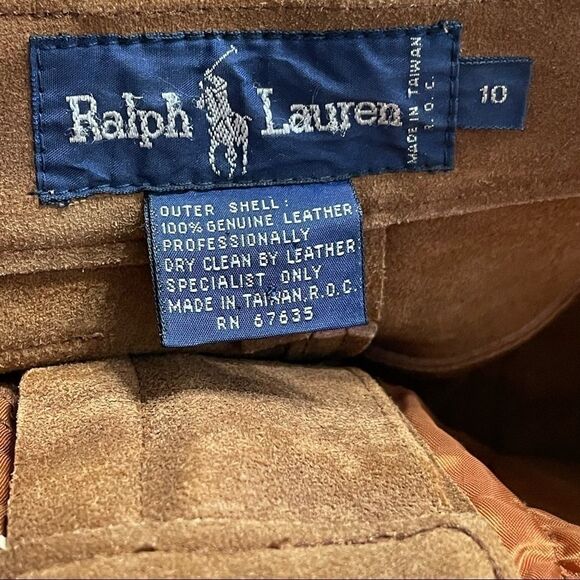 Ralph Lauren
MADE IN TAIWAN
R.O.C.
10
OUTER SHELL:
100% GENUINE LEATHER
PROFESSIONALLY
DRY CLEAN BY LEATHER
SPECIALIST ONLY
MADE IN TAIWAN,R.O.C.
RN 67635